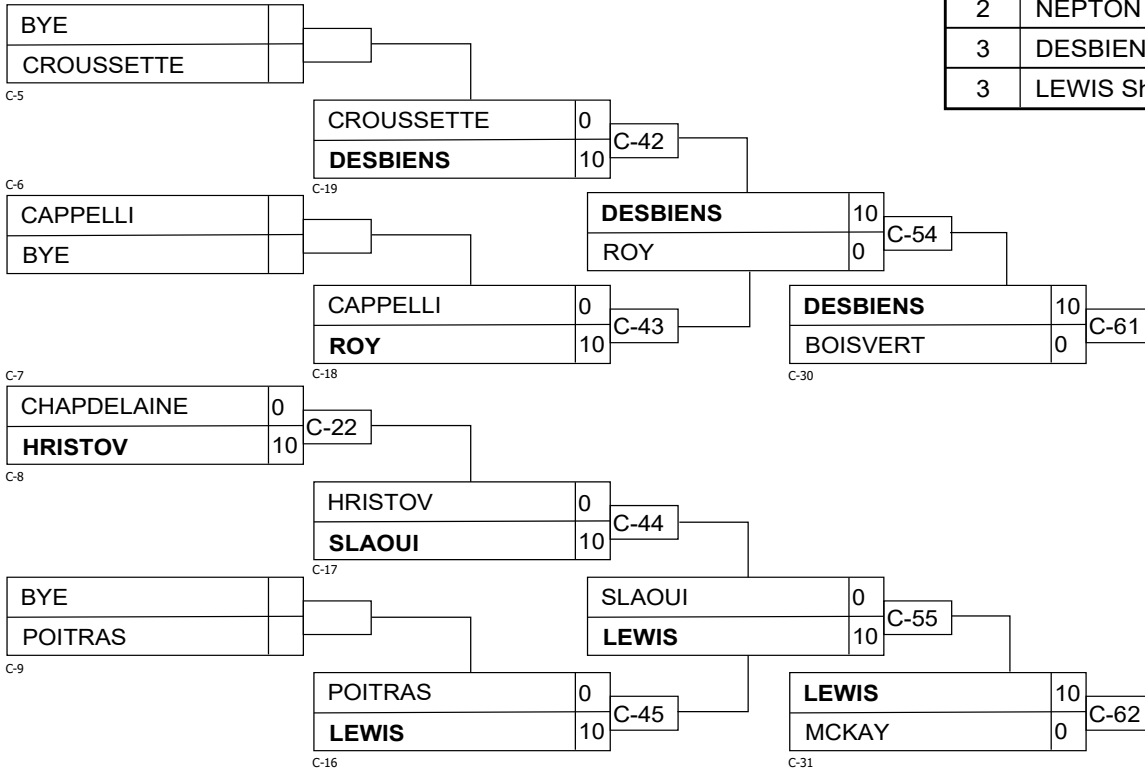 2 NEPTON
3 DESBIEN
3 LEWIS
BYE
CROUSSETTE
C-5
CROUSSETTE 0
DESBIENS 10
C-42
C-19
C-6
CAPPELLI
BYE
DESBIENS 10
ROY 0
C-54
CAPPELLI 0
ROY 10
C-43
C-18
DESBIENS 10
BOISVERT 0
C-61
C-30
C-7
CHAPDELAINE 0
HRISTOV 10
C-22
C-8
HRISTOV 0
SLAOUI 10
C-44
C-17
BYE
POITRAS
C-9
SLAOUI 0
LEWIS 10
C-55
POITRAS 0
LEWIS 10
C-45
C-16
LEWIS 10
MCKAY 0
C-62
C-31